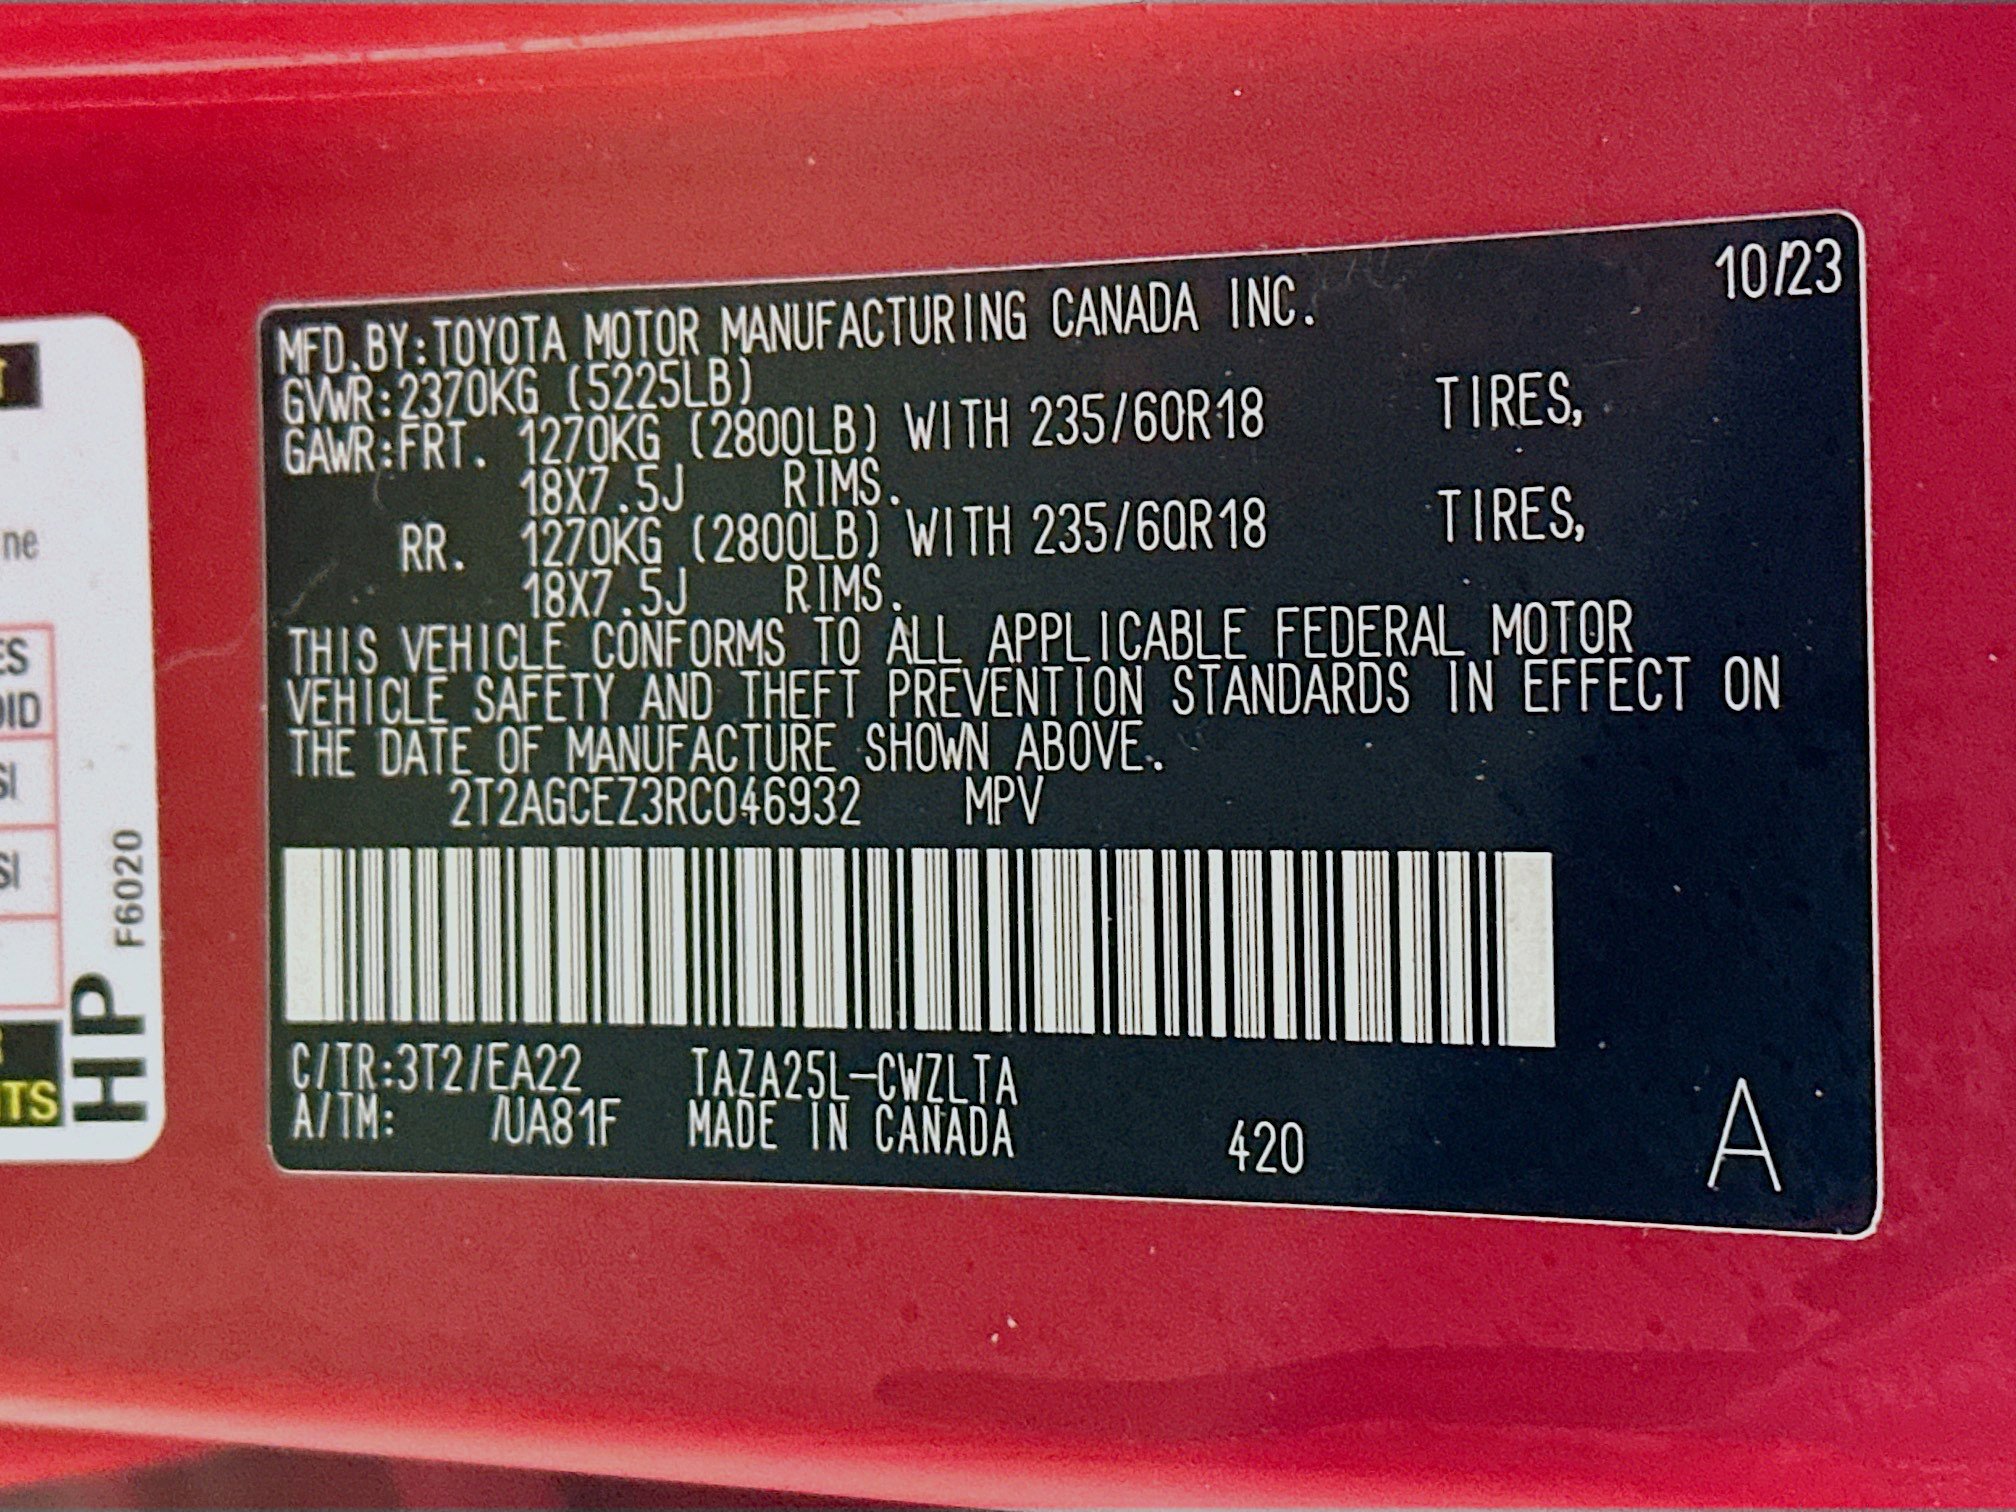 10/23
MFD.BY:TOYOTA MOTOR MANUFACTURING CANADA INC.
GVWR:2370KG (5225LB)
GAWR:FRT. 1270KG (2800LB) WITH 235/60R18 TIRES,
18X7.5J RIMS.
RR. 1270KG (2800LB) WITH 235/60R18 TIRES,
18X7.5J RIMS.
THIS VEHICLE CONFORMS TO ALL APPLICABLE FEDERAL MOTOR
VEHICLE SAFETY AND THEFT PREVENTION STANDARDS IN EFFECT ON
THE DATE OF MANUFACTURE SHOWN ABOVE.
2T2AGCEZ3RC046932 MPV
C/TR:3T2/EA22 TAZA25L-CWZLTA
A/TM: /UA81F MADE IN CANADA 420 A
HP F6020